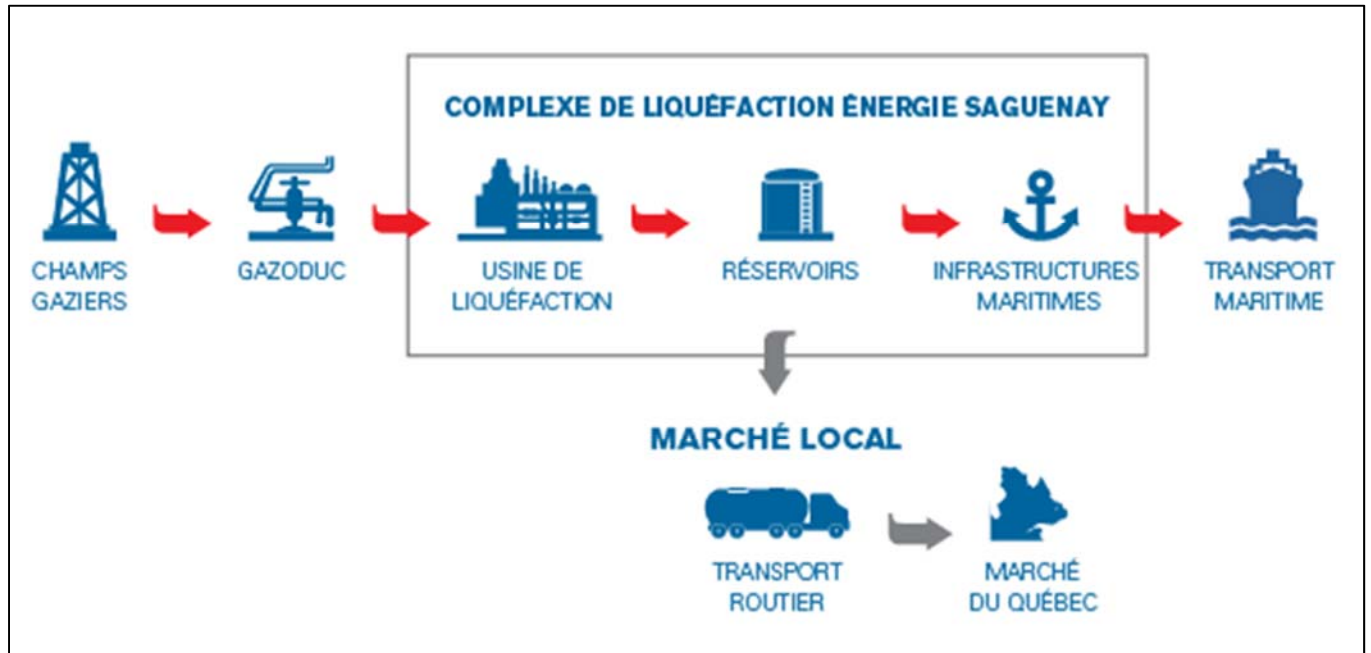 COMPLEXE DE LIQUÉFACTION ÉNERGIE SAGUENAY
CHAMPS
GAZIERS
GAZODUC
USINE DE
LIQUÉFACTION
RÉSERVOIRS
INFRASTRUCTURES
MARITIMES
TRANSPORT
MARITIME
MARCHÉ LOCAL
TRANSPORT
ROUTIER
MARCHÉ
DU QUÉBEC